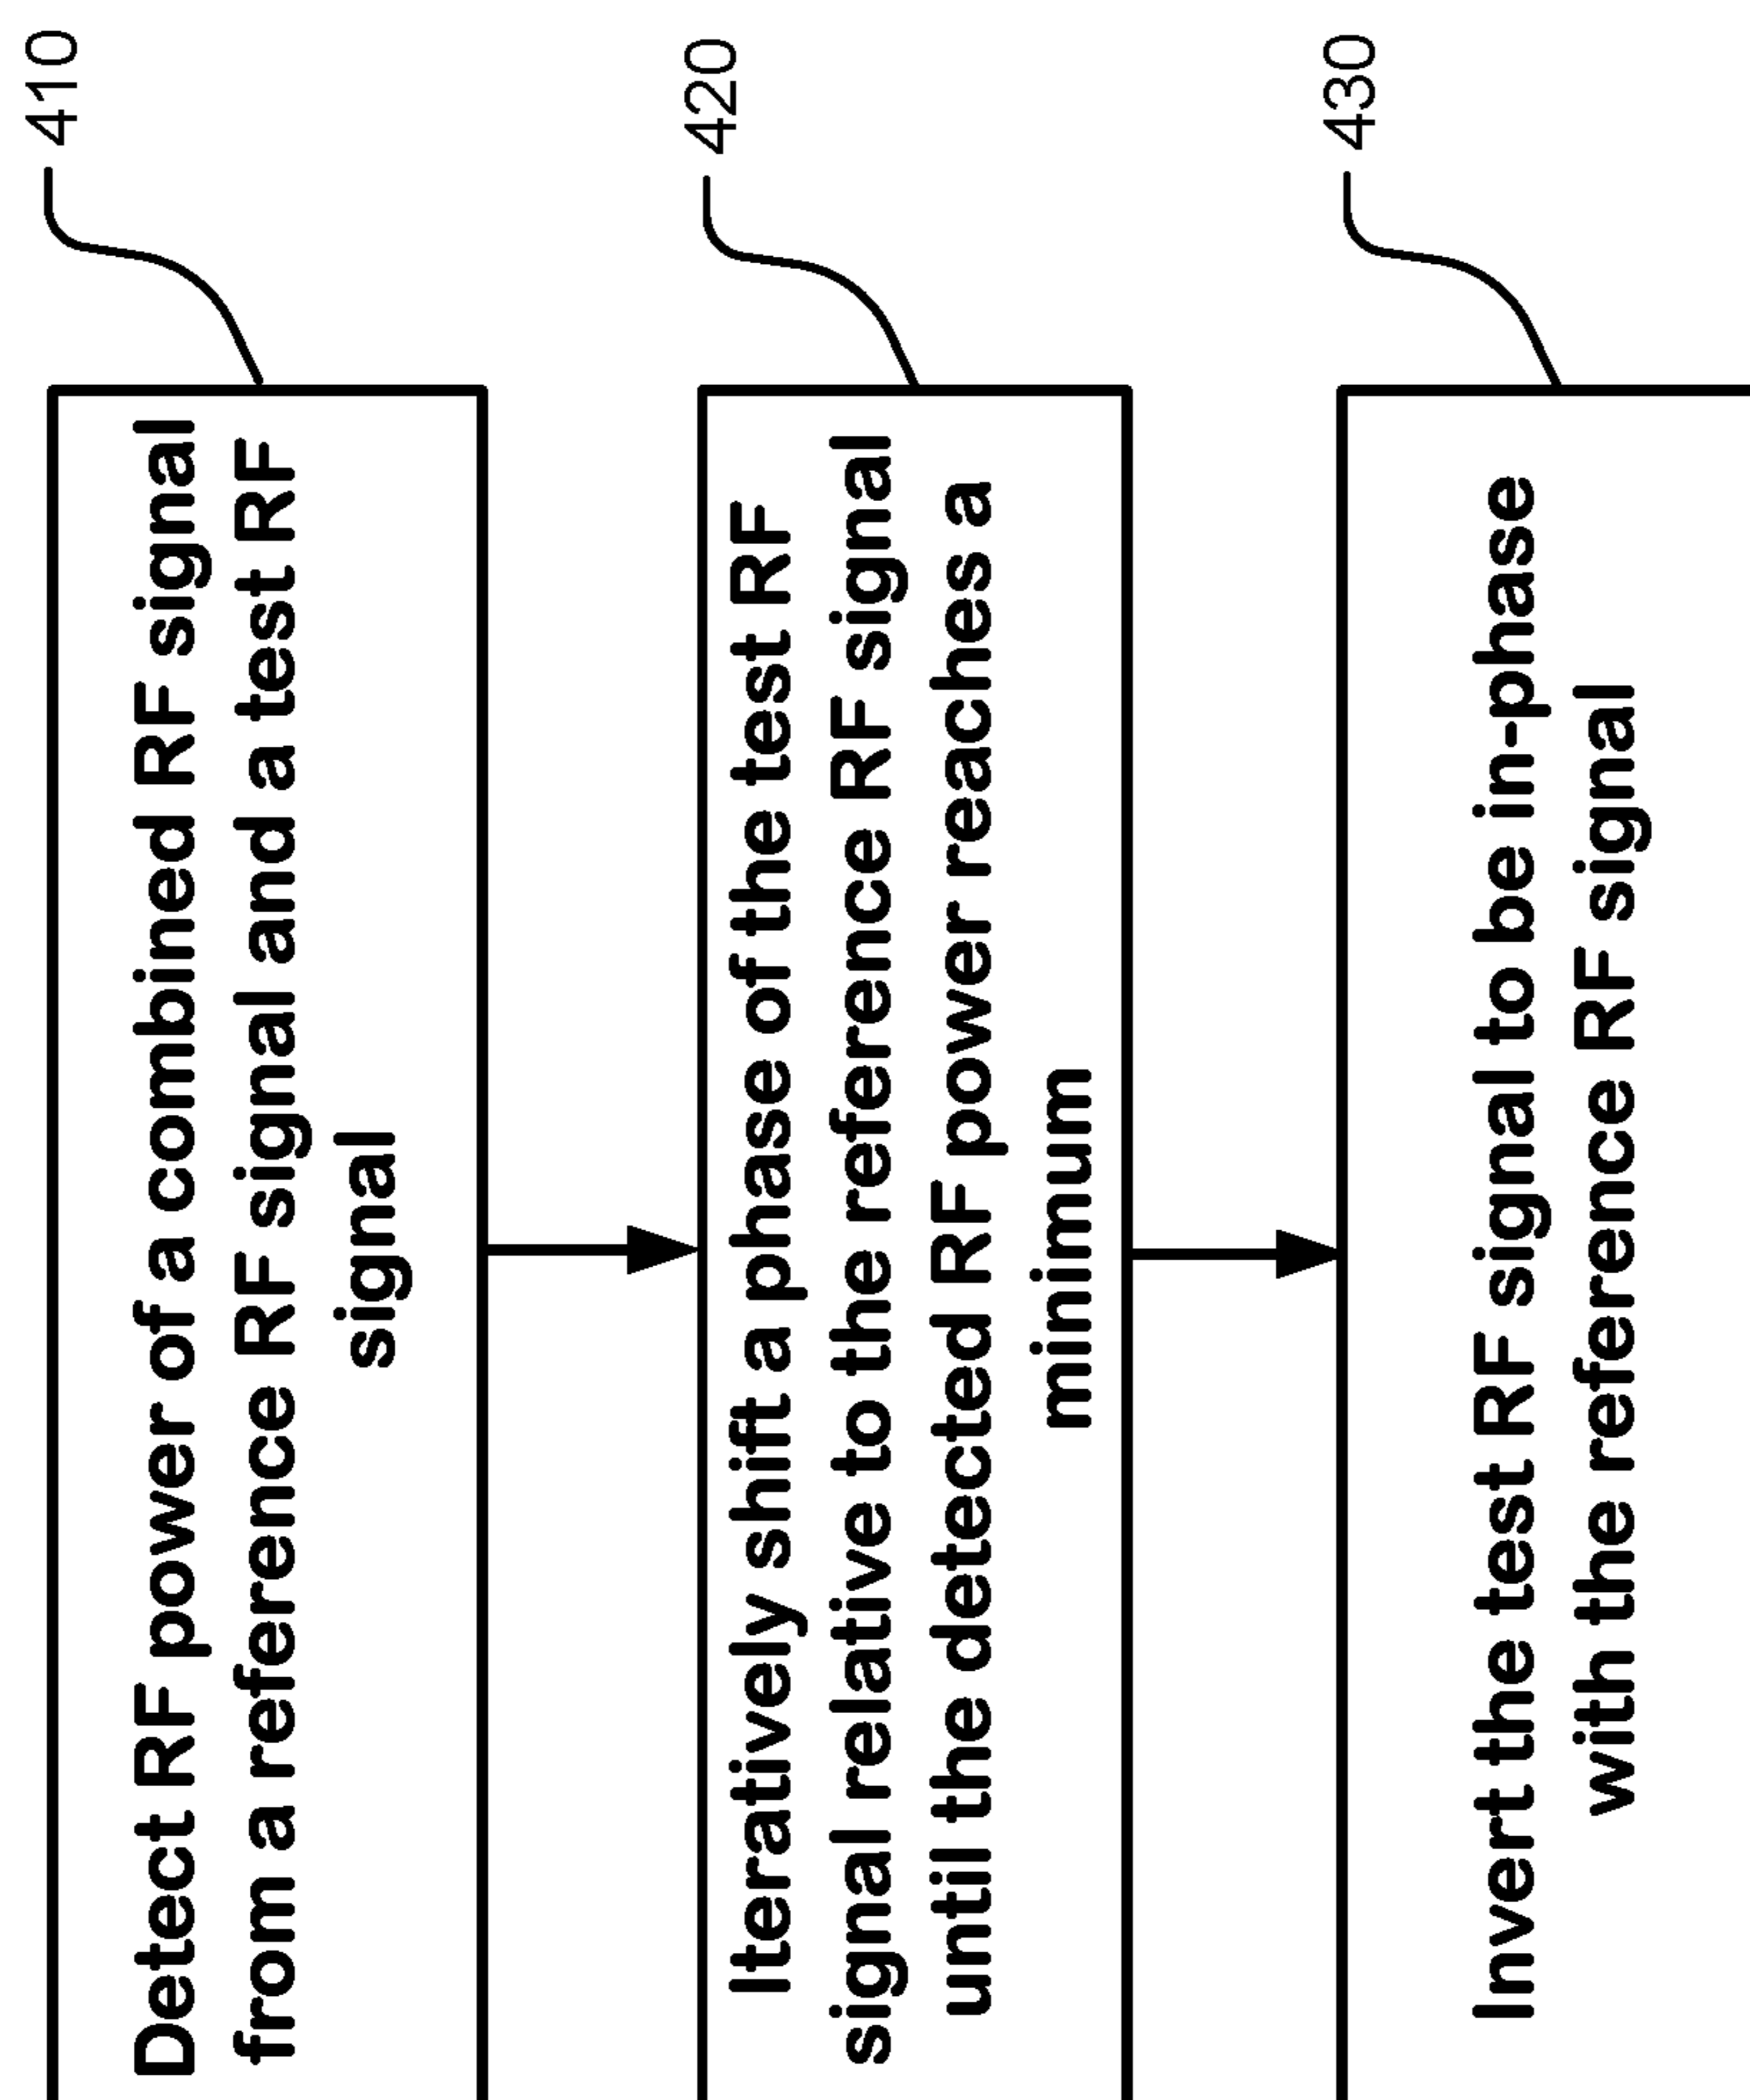 Detect RF power of a combined RF signal
from a reference RF signal and a test RF
signal
410
Iteratively shift a phase of the test RF
signal relative to the reference RF signal
until the detected RF power reaches a
minimum
420
Invert the test RF signal to be in-phase
with the reference RF signal
430